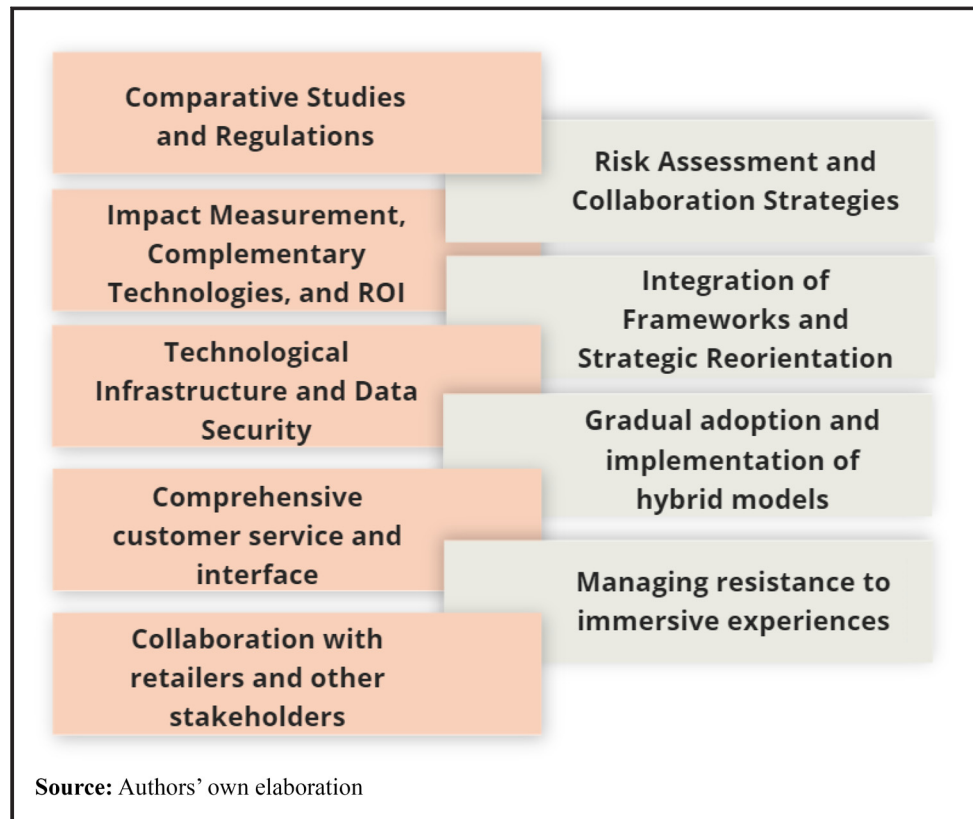 Comparative Studies
and Regulations
Risk Assessment and
Collaboration Strategies
Impact Measurement,
Complementary
Technologies, and ROI
Integration of
Frameworks and
Strategic Reorientation
Technological
Infrastructure and Data
Security
Gradual adoption and
implementation of
hybrid models
Comprehensive
customer service and
interface
Managing resistance to
immersive experiences
Collaboration with
retailers and other
stakeholders
Source: Authors’ own elaboration